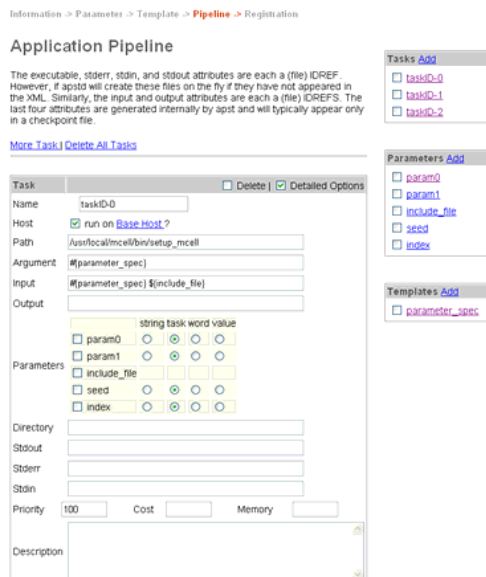 Information -> Parameter -> Template -> Pipeline -> Registration
Application Pipeline
The executable, stderr, stdin, and stdout attributes are each a (file) IDREF.
However, if apstd will create these files on the fly if they have not appeared in
the XML. Similarly, the input and output attributes are each a (file) IDREFS. The
last four attributes are generated internally by apst and will typically appear only
in a checkpoint file.
More Task | Delete All Tasks
Task Delete | Detailed Options
Name taskID-0
Host run on Base Host ?
Path /usr/local/mcell/bin/setup_mcell
Argument #{parameter_spec}
Input #{parameter_spec} ${include_file}
Output
string task word value
param0
param1
Parameters
include_file
seed
index
Directory
Stdout
Stderr
Stdin
Priority 100 Cost Memory
Description
Tasks Add
taskID-0
taskID-1
taskID-2
Parameters Add
param0
param1
include_file
seed
index
Templates Add
parameter_spec